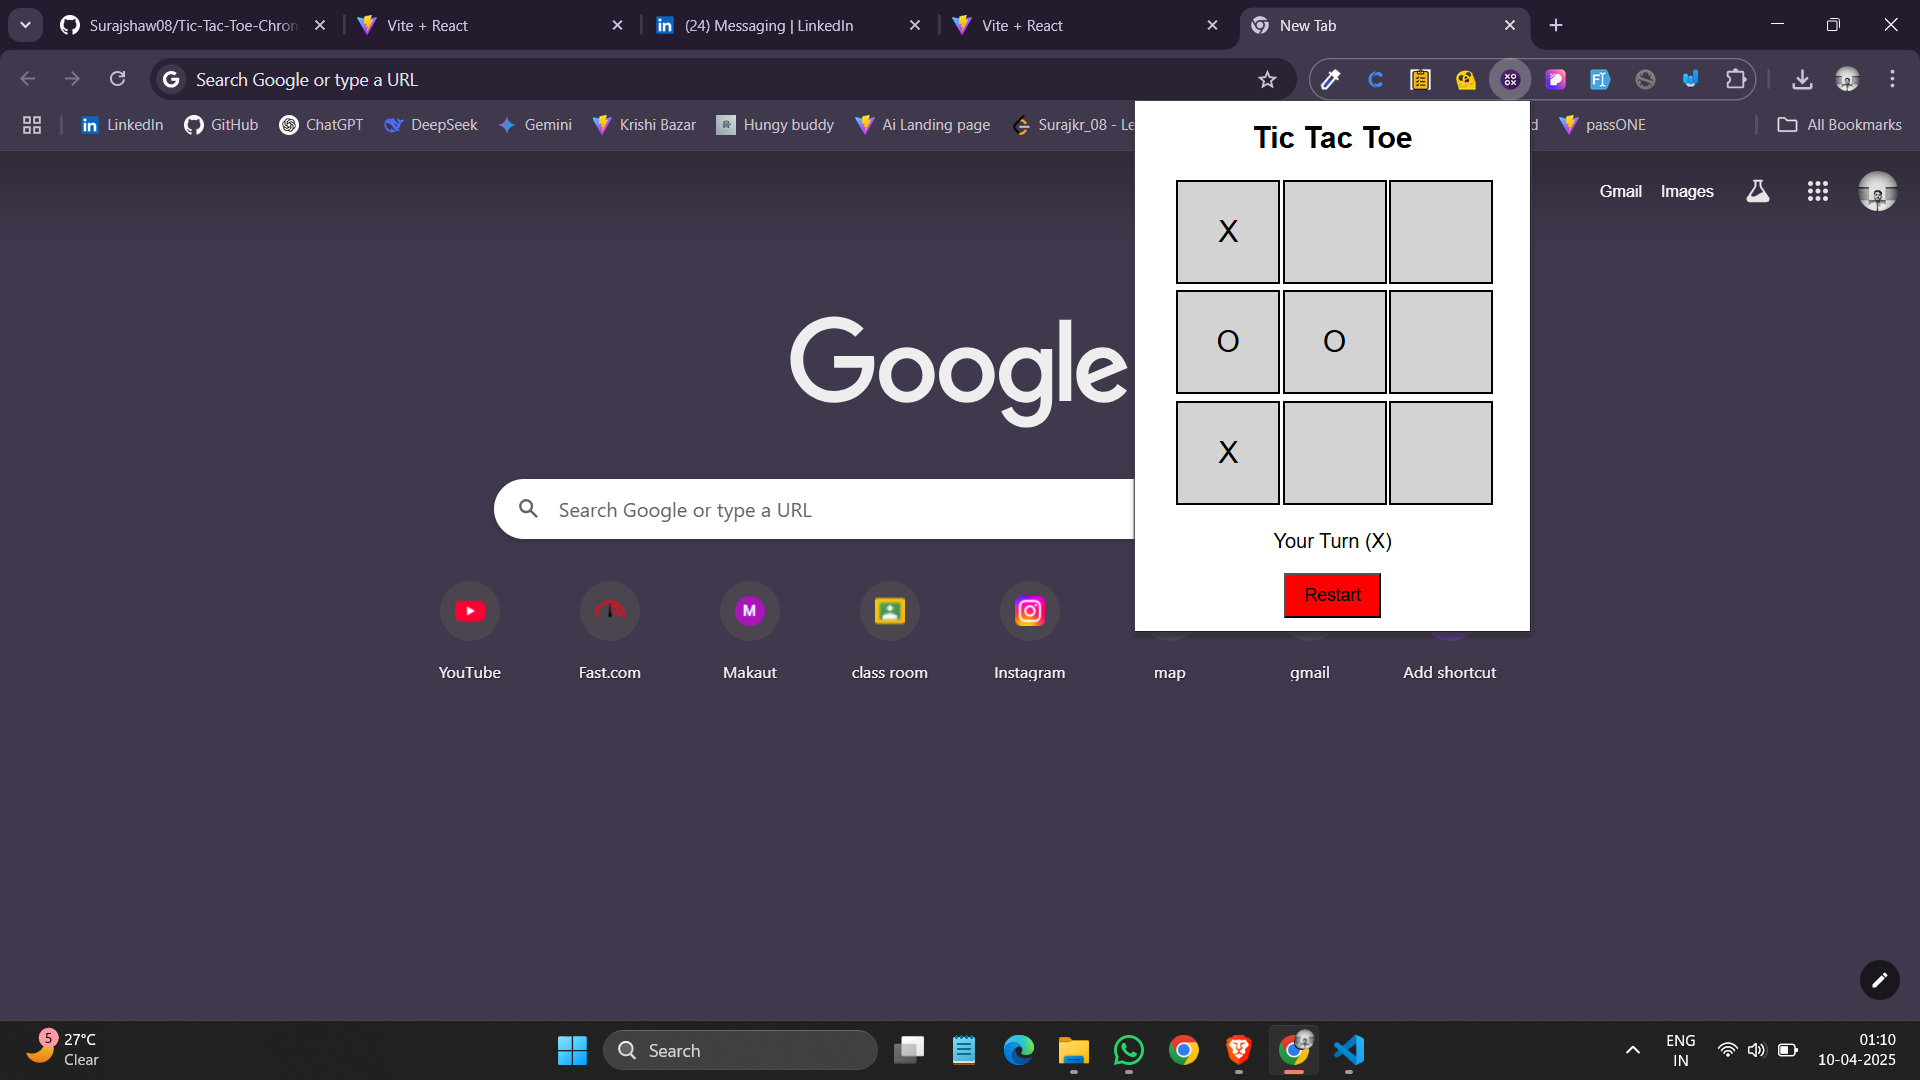 Surajshaw08/Tic-Tac-Toe-Chrom
Vite + React
(24) Messaging | LinkedIn
Vite + React
New Tab
Search Google or type a URL
LinkedIn
GitHub
ChatGPT
DeepSeek
Gemini
Krishi Bazar
Hungy buddy
Ai Landing page
Surajkr_08 - Le
d
passONE
All Bookmarks
Tic Tac Toe
X
O O
X
Your Turn (X)
Restart
Gmail
Images
Google
Search Google or type a URL
M
YouTube
Fast.com
Makaut
class room
Instagram
map
gmail
Add shortcut
5
27°C
Clear
Search
ENG
IN
01:10
10-04-2025